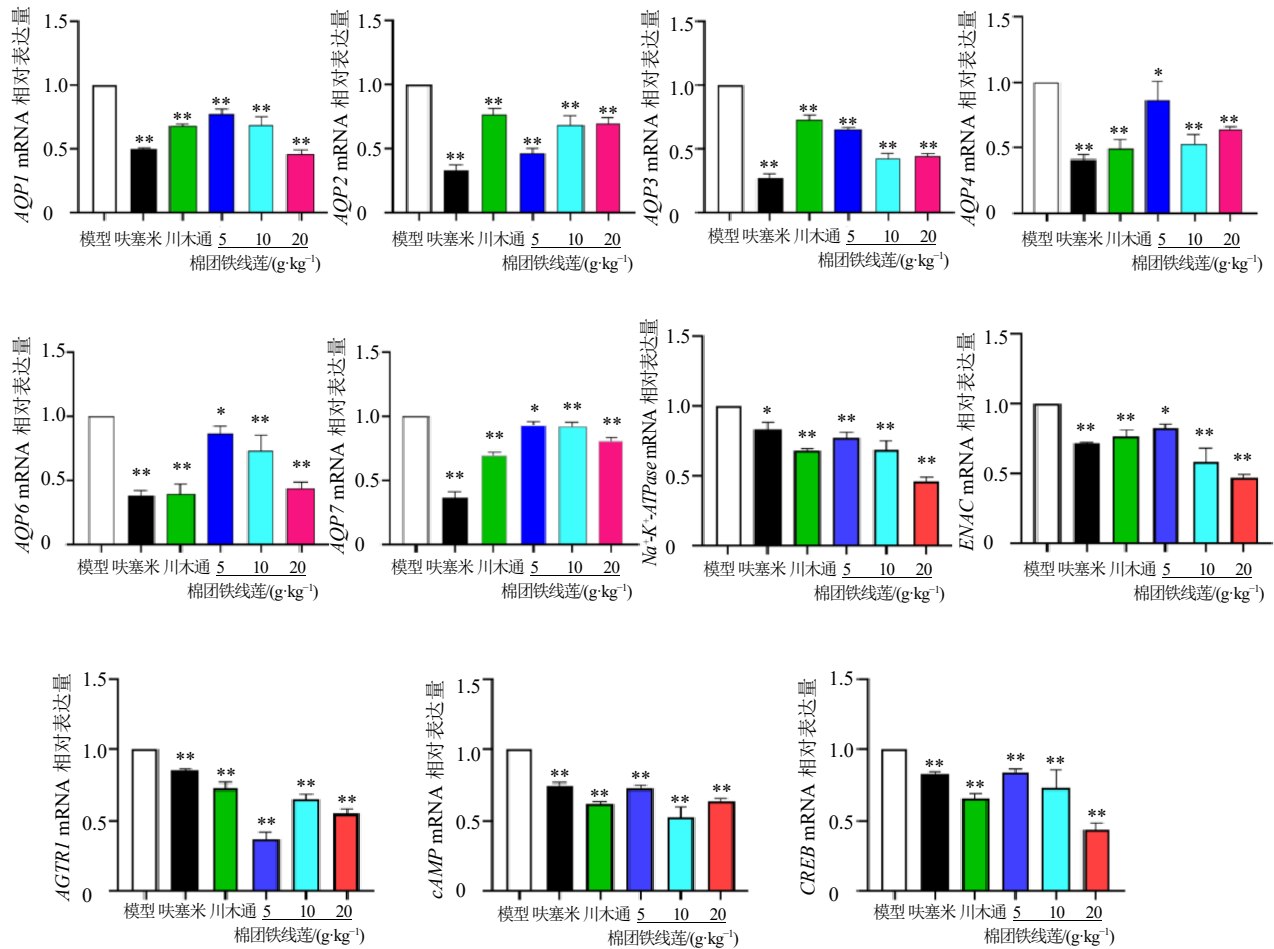 AQP1 mRNA 相对表达量
1.5
1.0
0.5
0
** ** ** ** **
模型 呋塞米 川木通 5 10 20
棉团铁线莲/(g·kg⁻¹)
AQP2 mRNA 相对表达量
1.5
1.0
0.5
0
** ** ** ** **
模型 呋塞米 川木通 5 10 20
棉团铁线莲/(g·kg⁻¹)
AQP3 mRNA 相对表达量
1.5
1.0
0.5
0
** ** ** ** **
模型 呋塞米 川木通 5 10 20
棉团铁线莲/(g·kg⁻¹)
AQP4 mRNA 相对表达量
1.5
1.0
0.5
0
** ** * ** **
模型 呋塞米 川木通 5 10 20
棉团铁线莲/(g·kg⁻¹)
AQP6 mRNA 相对表达量
1.5
1.0
0.5
0
** ** * ** **
模型 呋塞米 川木通 5 10 20
棉团铁线莲/(g·kg⁻¹)
AQP7 mRNA 相对表达量
1.5
1.0
0.5
0
** ** * ** **
模型 呋塞米 川木通 5 10 20
棉团铁线莲/(g·kg⁻¹)
Na⁺-K⁺-ATPase mRNA 相对表达量
1.5
1.0
0.5
0
* ** ** ** **
模型 呋塞米 川木通 5 10 20
棉团铁线莲/(g·kg⁻¹)
ENAC mRNA 相对表达量
1.5
1.0
0.5
0
** ** * ** **
模型 呋塞米 川木通 5 10 20
棉团铁线莲/(g·kg⁻¹)
AGTR1 mRNA 相对表达量
1.5
1.0
0.5
0
** ** ** ** **
模型 呋塞米 川木通 5 10 20
棉团铁线莲/(g·kg⁻¹)
cAMP mRNA 相对表达量
1.5
1.0
0.5
0
** ** ** ** **
模型 呋塞米 川木通 5 10 20
棉团铁线莲/(g·kg⁻¹)
CREB mRNA 相对表达量
1.5
1.0
0.5
0
** ** ** ** **
模型 呋塞米 川木通 5 10 20
棉团铁线莲/(g·kg⁻¹)